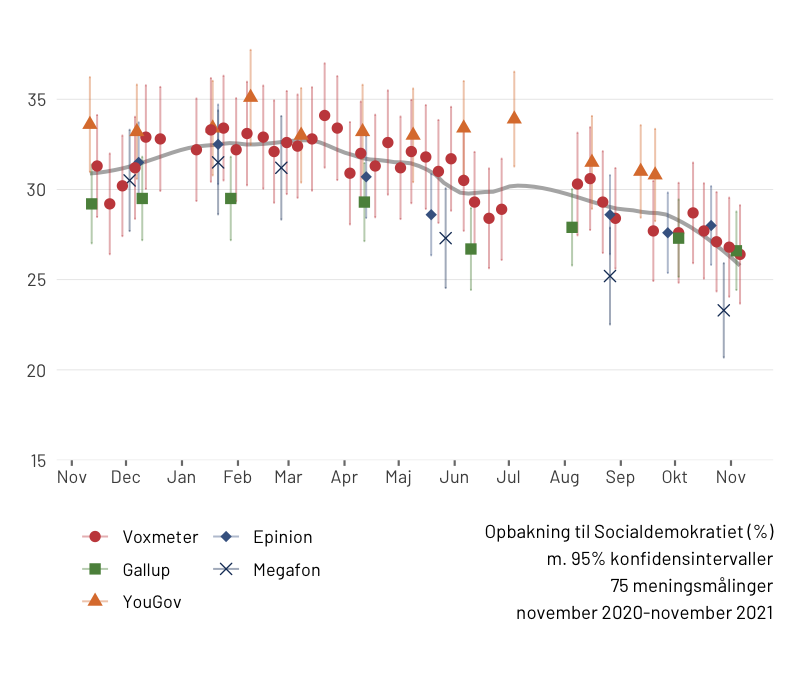 35
30
25
20
15
Nov Dec Jan Feb Mar Apr Maj Jun Jul Aug Sep Okt Nov
Voxmeter Epinion
Gallup Megafon
YouGov
Opbakning til Socialdemokratiet (%)
m. 95% konfidensintervaller
75 meningsmålinger
november 2020-november 2021